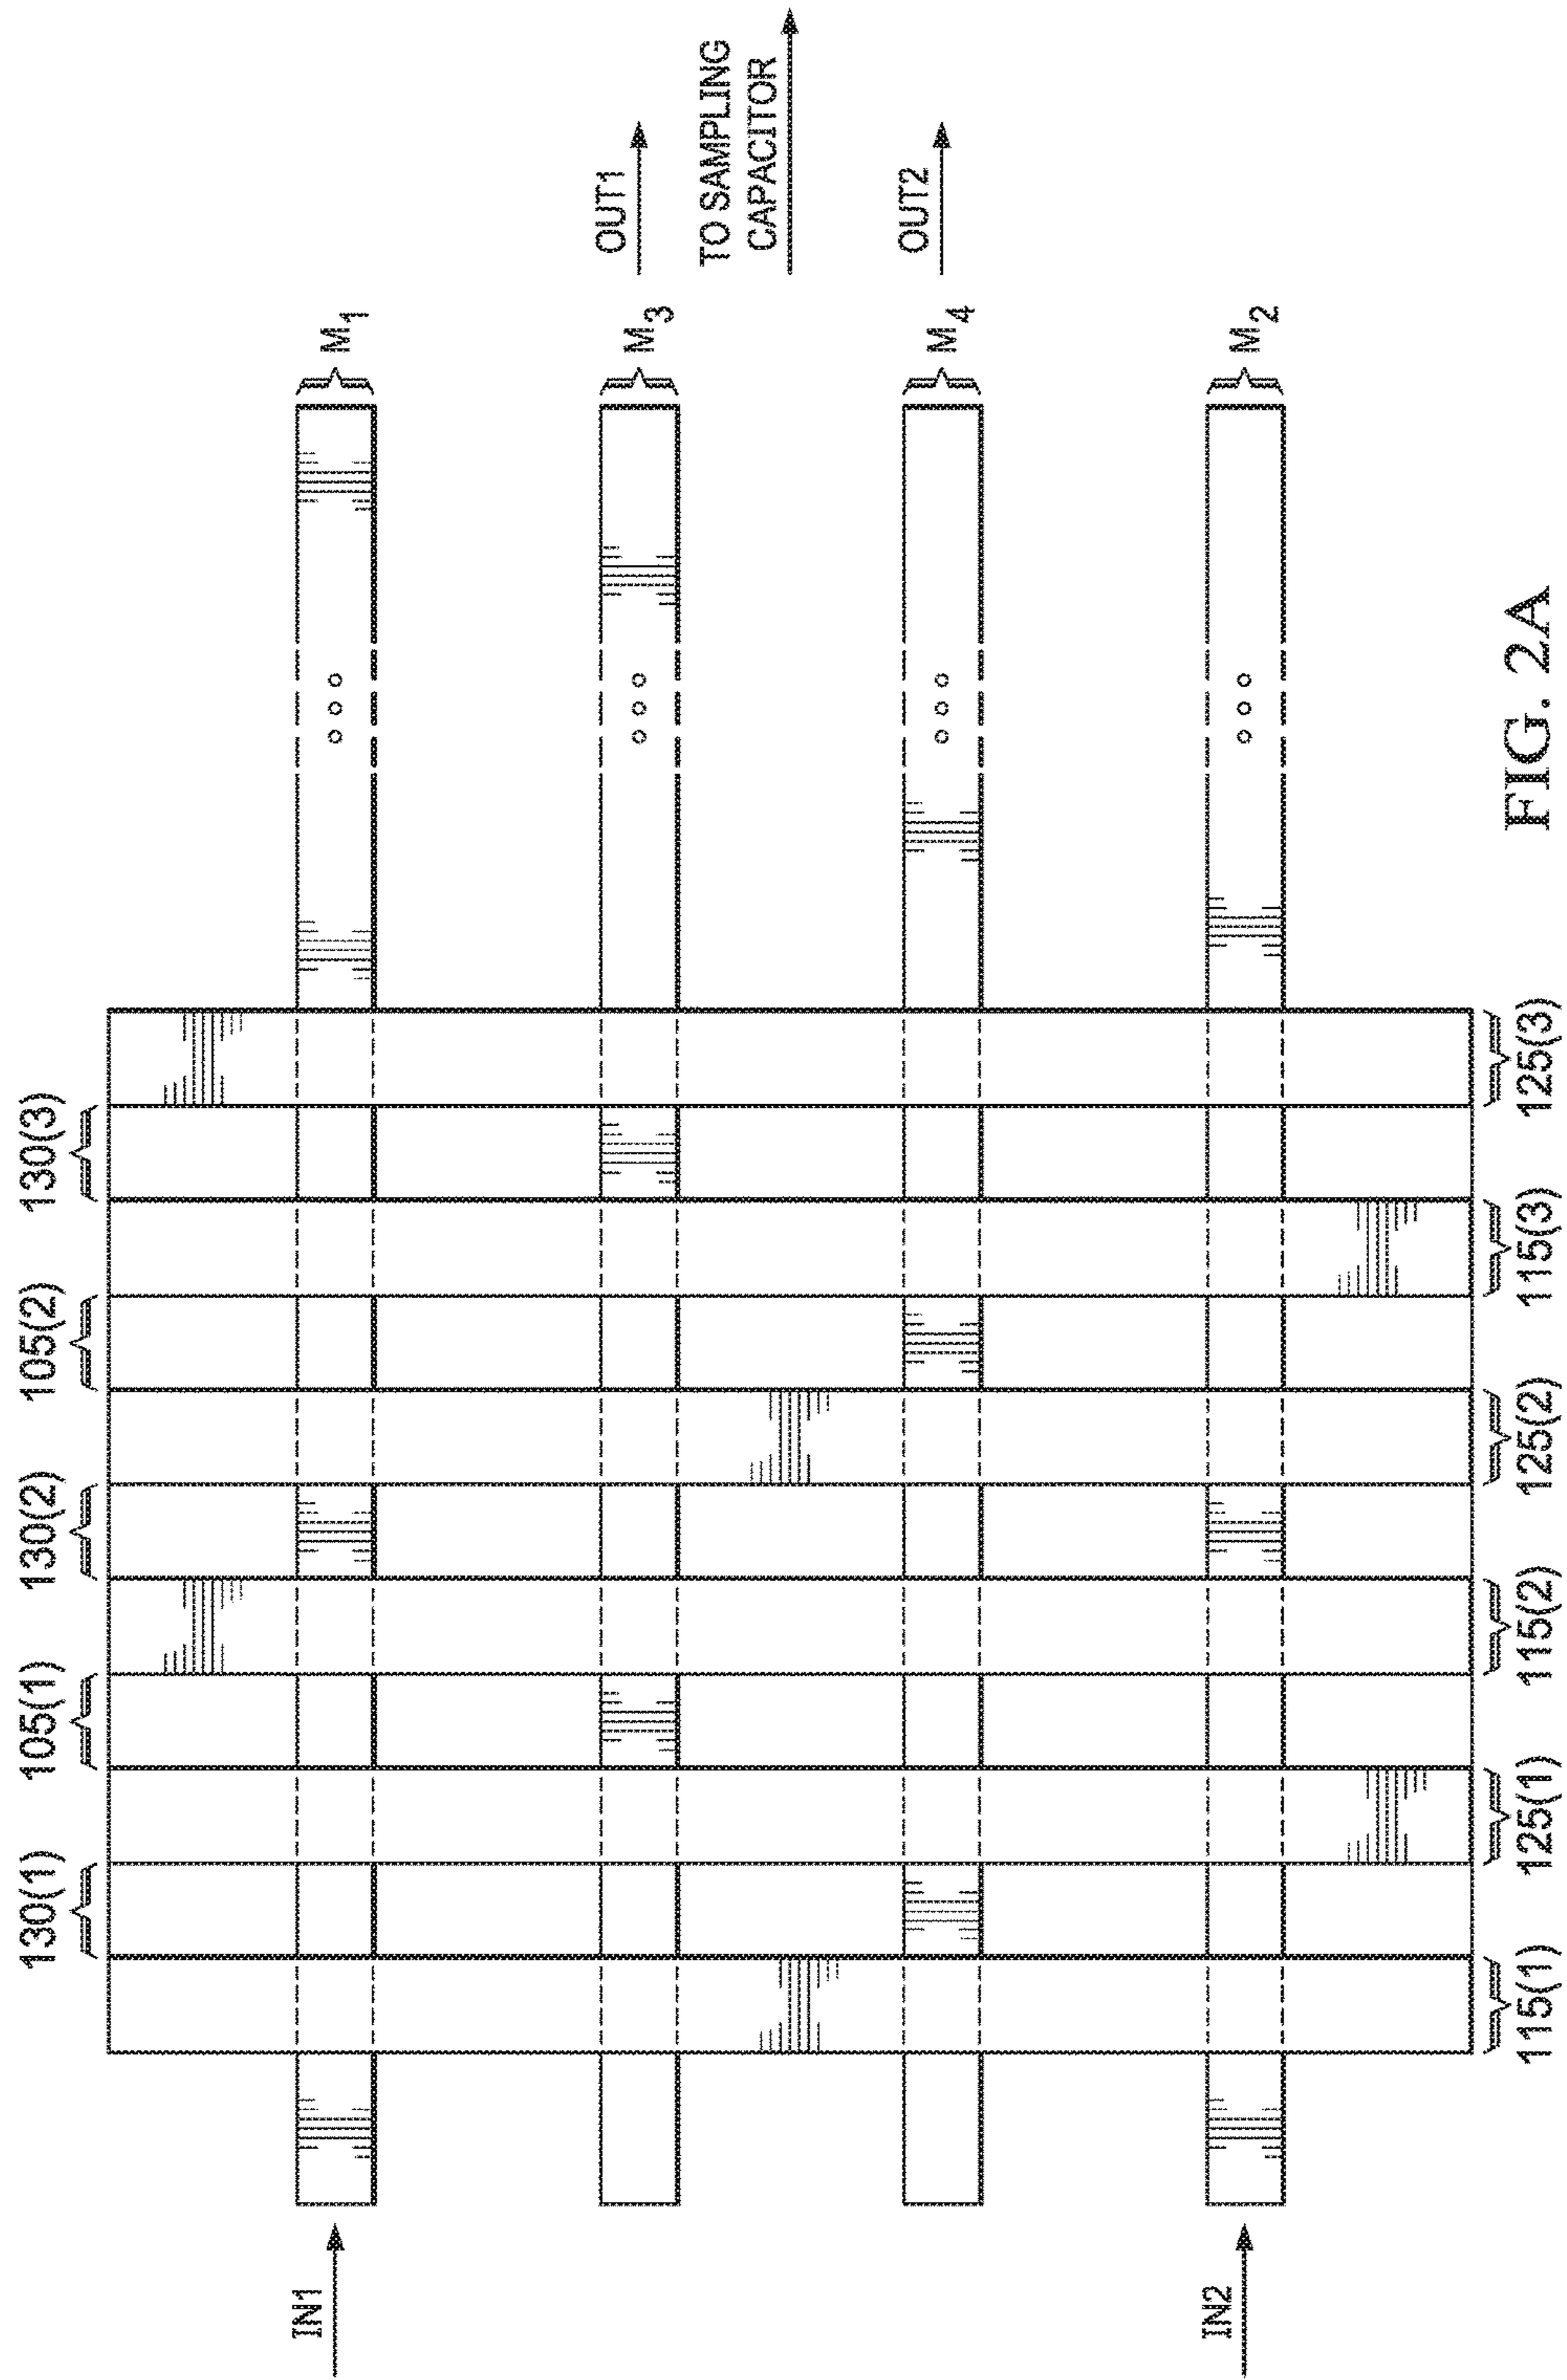 130(1)
105(1)
130(2)
105(2)
130(3)
IN1
M1
M3
OUT1
TO SAMPLING
CAPACITOR
M4
OUT2
IN2
M2
115(1)
125(1)
115(2)
125(2)
115(3)
125(3)
FIG. 2A